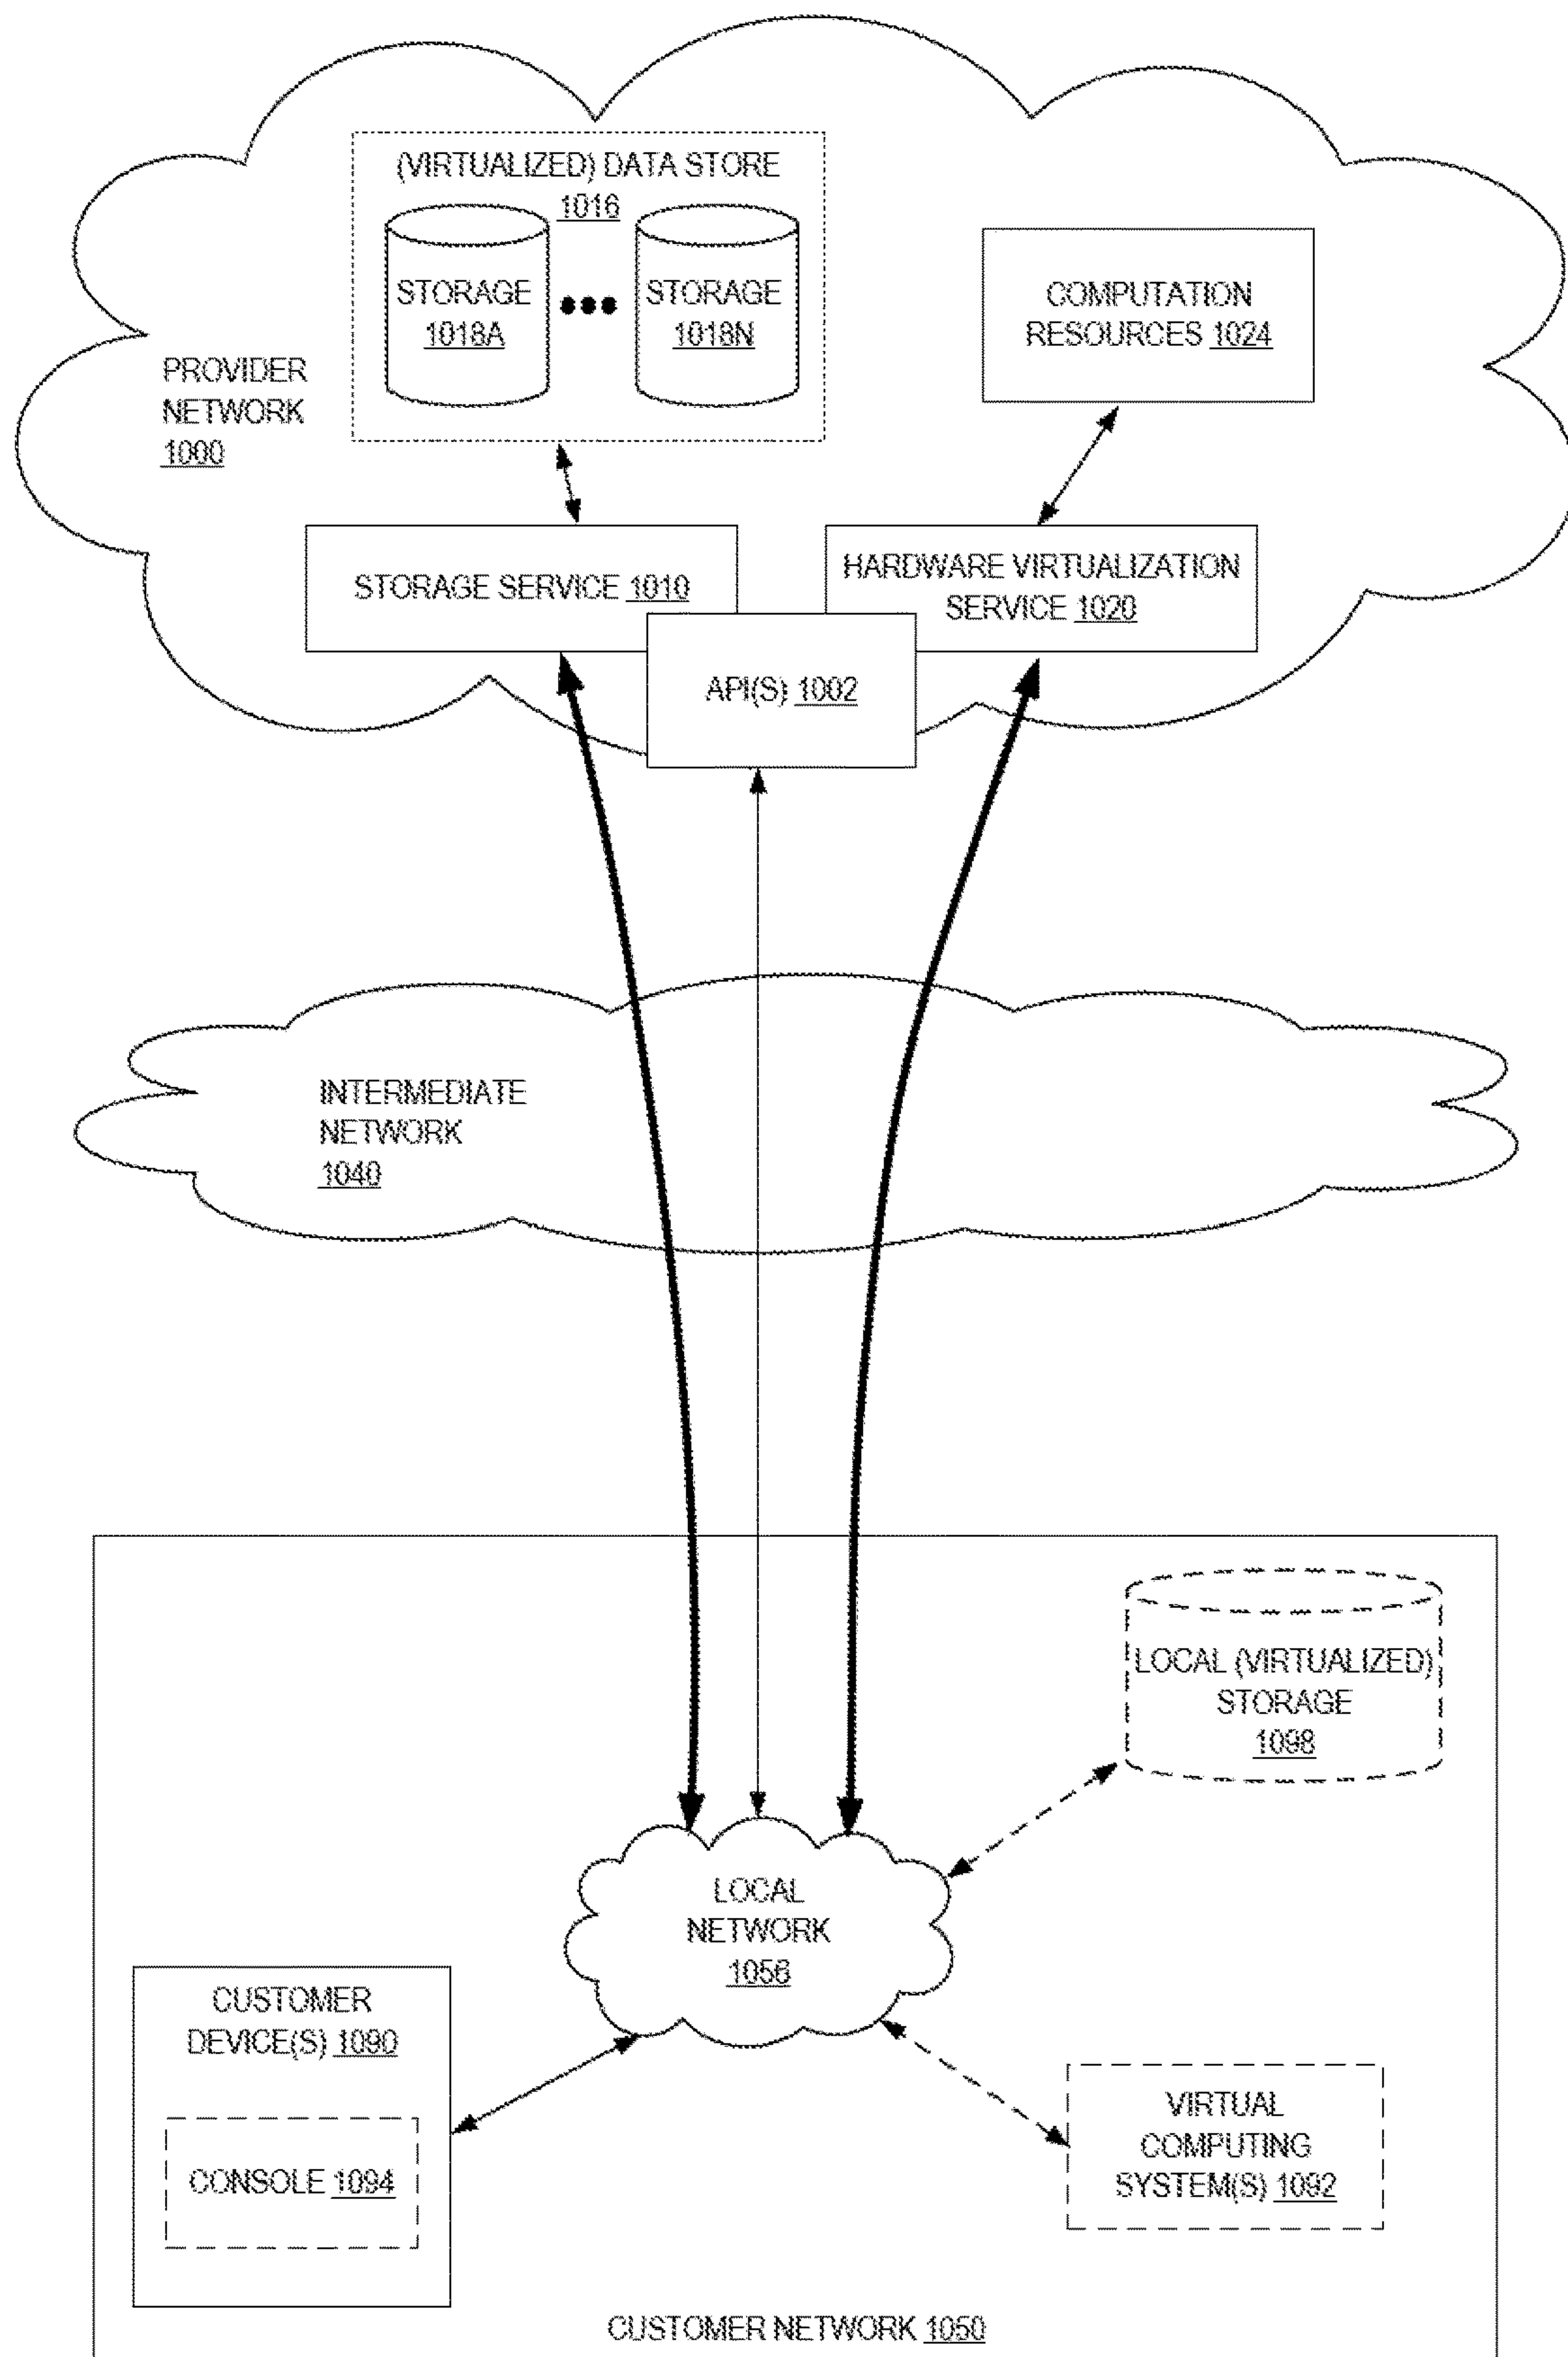 (VIRTUALIZED) DATA STORE
1016
STORAGE
1018A
STORAGE
1018N
COMPUTATION
RESOURCES 1024
PROVIDER
NETWORK
1000
STORAGE SERVICE 1010
HARDWARE VIRTUALIZATION
SERVICE 1020
API(S) 1002
INTERMEDIATE
NETWORK
1040
LOCAL (VIRTUALIZED)
STORAGE
1098
LOCAL
NETWORK
1056
CUSTOMER
DEVICE(S) 1090
CONSOLE 1094
VIRTUAL
COMPUTING
SYSTEM(S) 1092
CUSTOMER NETWORK 1050